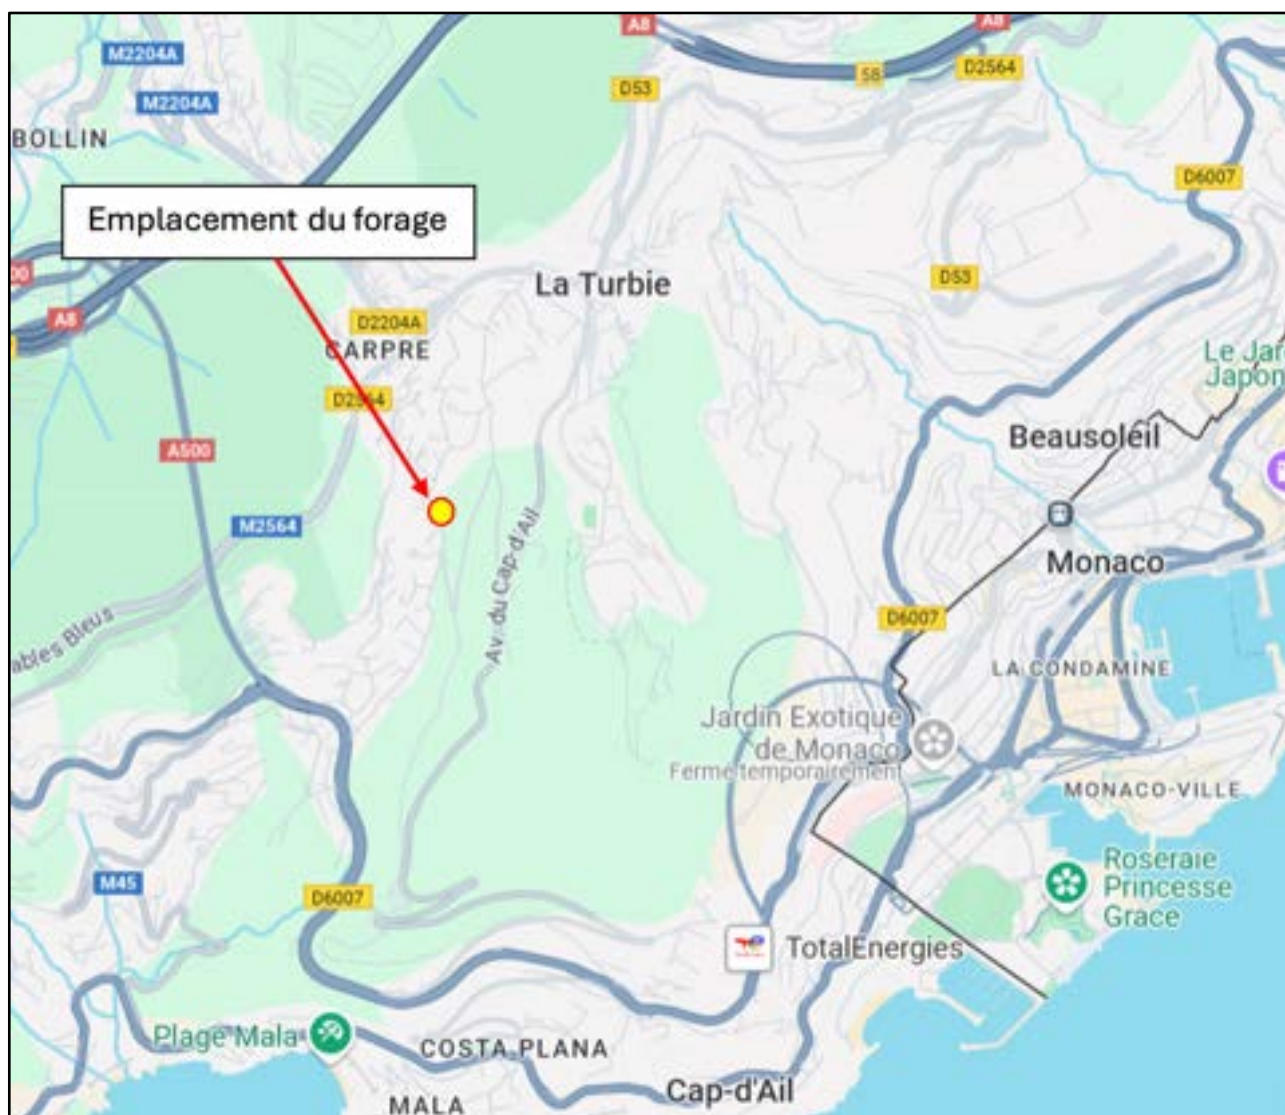 A8
A8
M2204A
58
D2564
D53
M2204A
BOLLIN
D6007
Emplacement du forage
D53
La Turbie
A8
D2204A
CARPRE
Le Jar
Japon
D2564
Beausoleil
A500
M2564
Av. du Cap-d'Ail
Monaco
D6007
ables Bleus
LA CONDAMINE
Jardin Exotique
de Monaco
Fermé temporairement
MONACO-VILLE
Roseraie
Princesse
Grace
M45
D6007
TotalEnergies
Plage Mala
COSTA PLANA
Cap-d'Ail
MALA